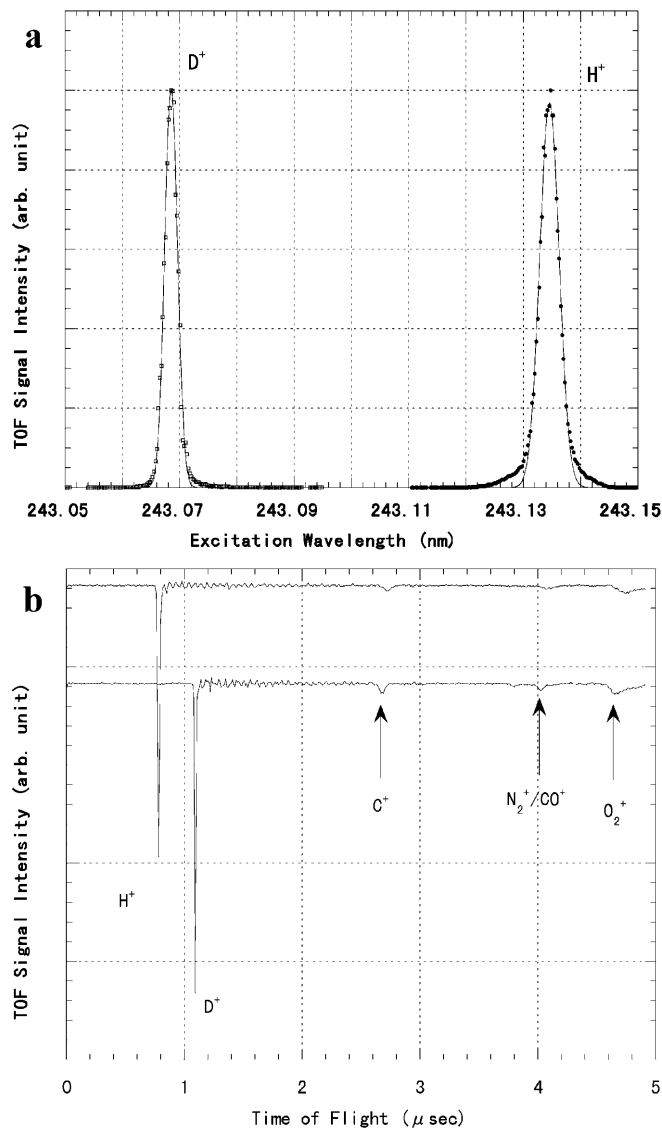 a
D⁺
H⁺
TOF Signal Intensity (arb. unit)
243.05 243.07 243.09 243.11 243.13 243.15
Excitation Wavelength (nm)
b
C⁺
N₂⁺/CO⁺
O₂⁺
H⁺
D⁺
TOF Signal Intensity (arb. unit)
0 1 2 3 4 5
Time of Flight (μsec)